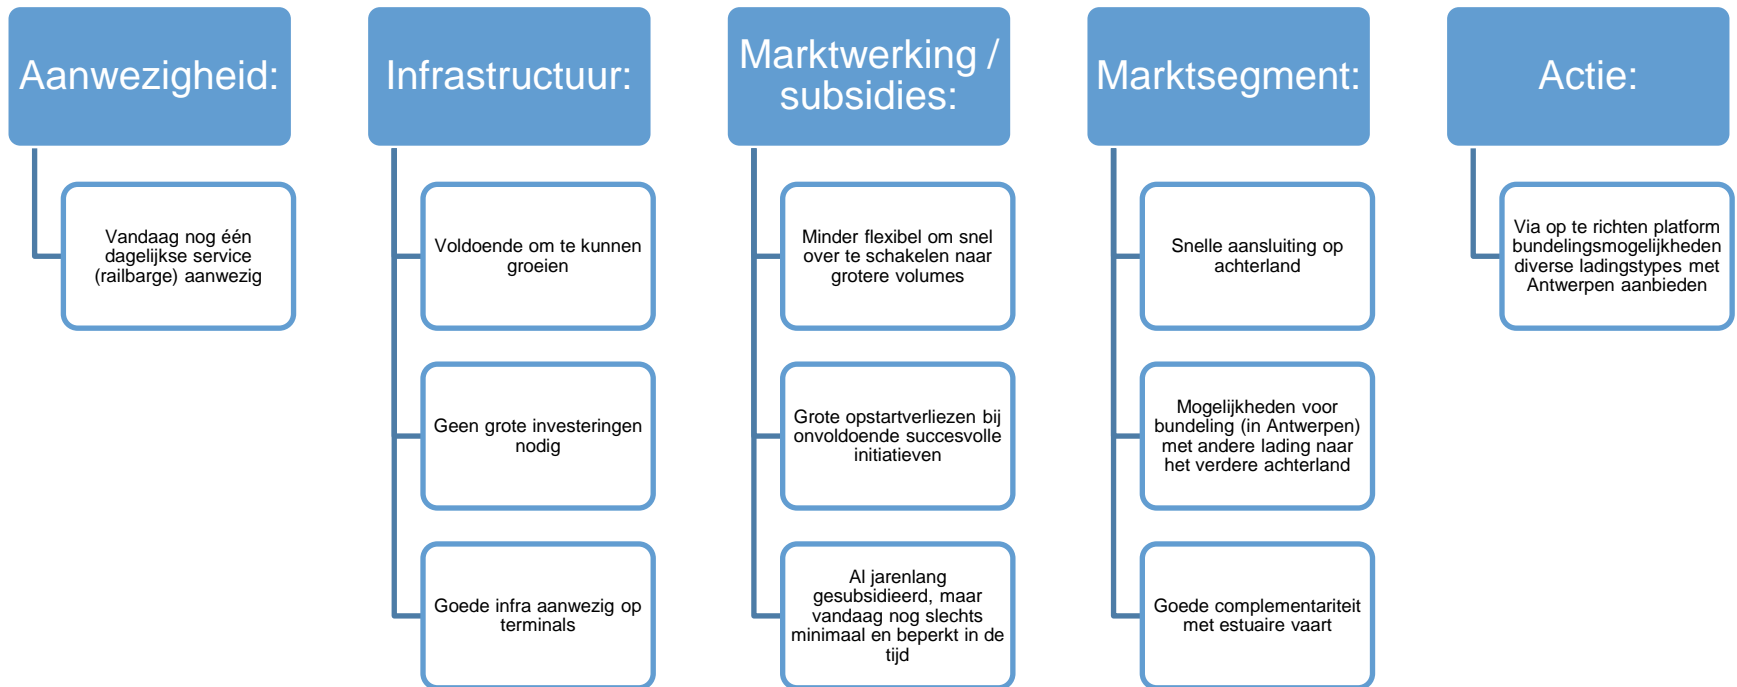 Aanwezigheid:
Vandaag nog één
dagelijkse service
(railbarge) aanwezig
Infrastructuur:
Voldoende om te kunnen
groeien
Geen grote investeringen
nodig
Goede infra aanwezig op
terminals
Marktwerking /
subsidies:
Minder flexibel om snel
over te schakelen naar
grotere volumes
Grote opstartverliezen bij
onvoldoende succesvolle
initiatieven
Al jarenlang
gesubsidieerd, maar
vandaag nog slechts
minimaal en beperkt in de
tijd
Marktsegment:
Snelle aansluiting op
achterland
Mogelijkheden voor
bundeling (in Antwerpen)
met andere lading naar
het verdere achterland
Goede complementariteit
met estuaire vaart
Actie:
Via op te richten platform
bundelingsmogelijkheden
diverse ladingstypes met
Antwerpen aanbieden